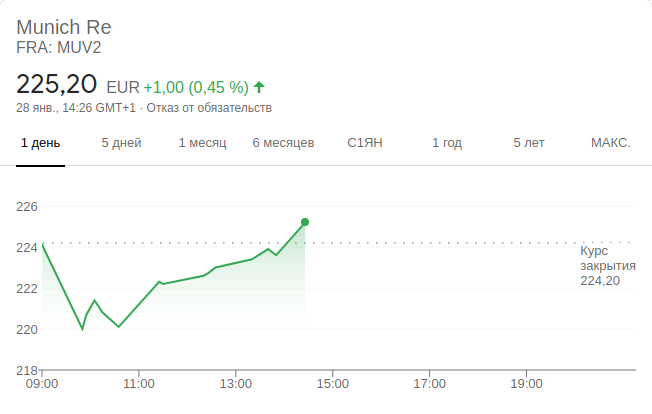 Munich Re
FRA: MUV2
225,20 EUR +1,00 (0,45 %)
28 янв., 14:26 GMT+1 · Отказ от обязательств
1 день 5 дней 1 месяц 6 месяцев С1ЯН 1 год 5 лет МАКС.
226
224
222
220
218
Курс
закрытия
224,20
09:00 11:00 13:00 15:00 17:00 19:00